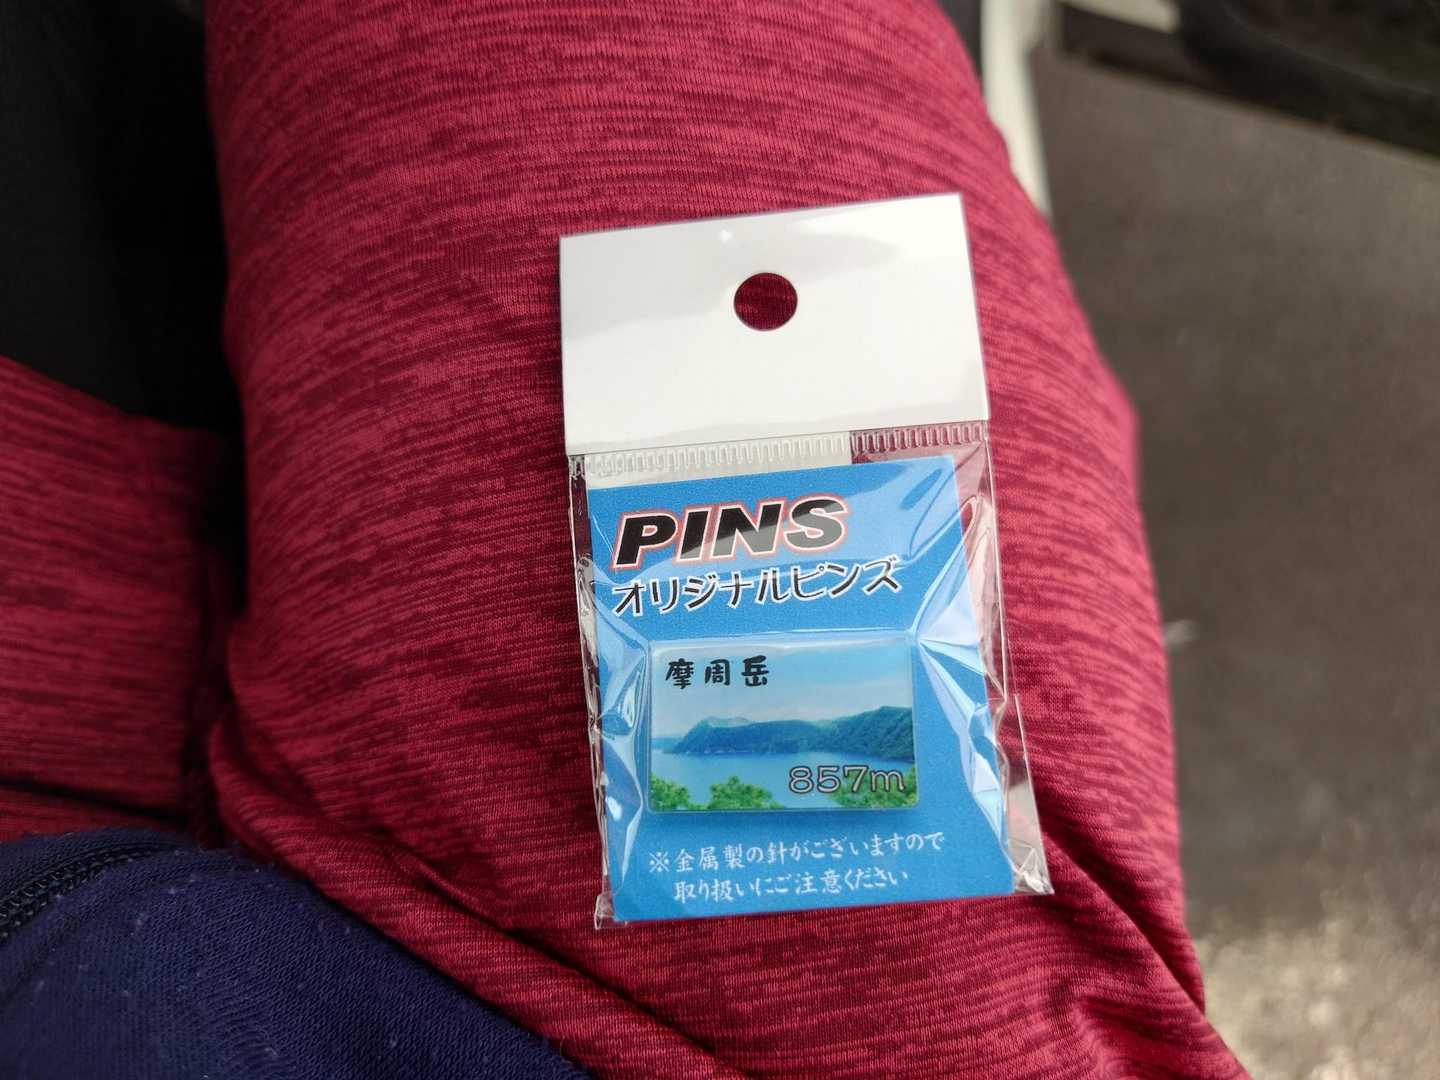 PINS
オリジナルピンズ
摩周岳
857m
※金属製の針がございますので
取り扱いにご注意ください